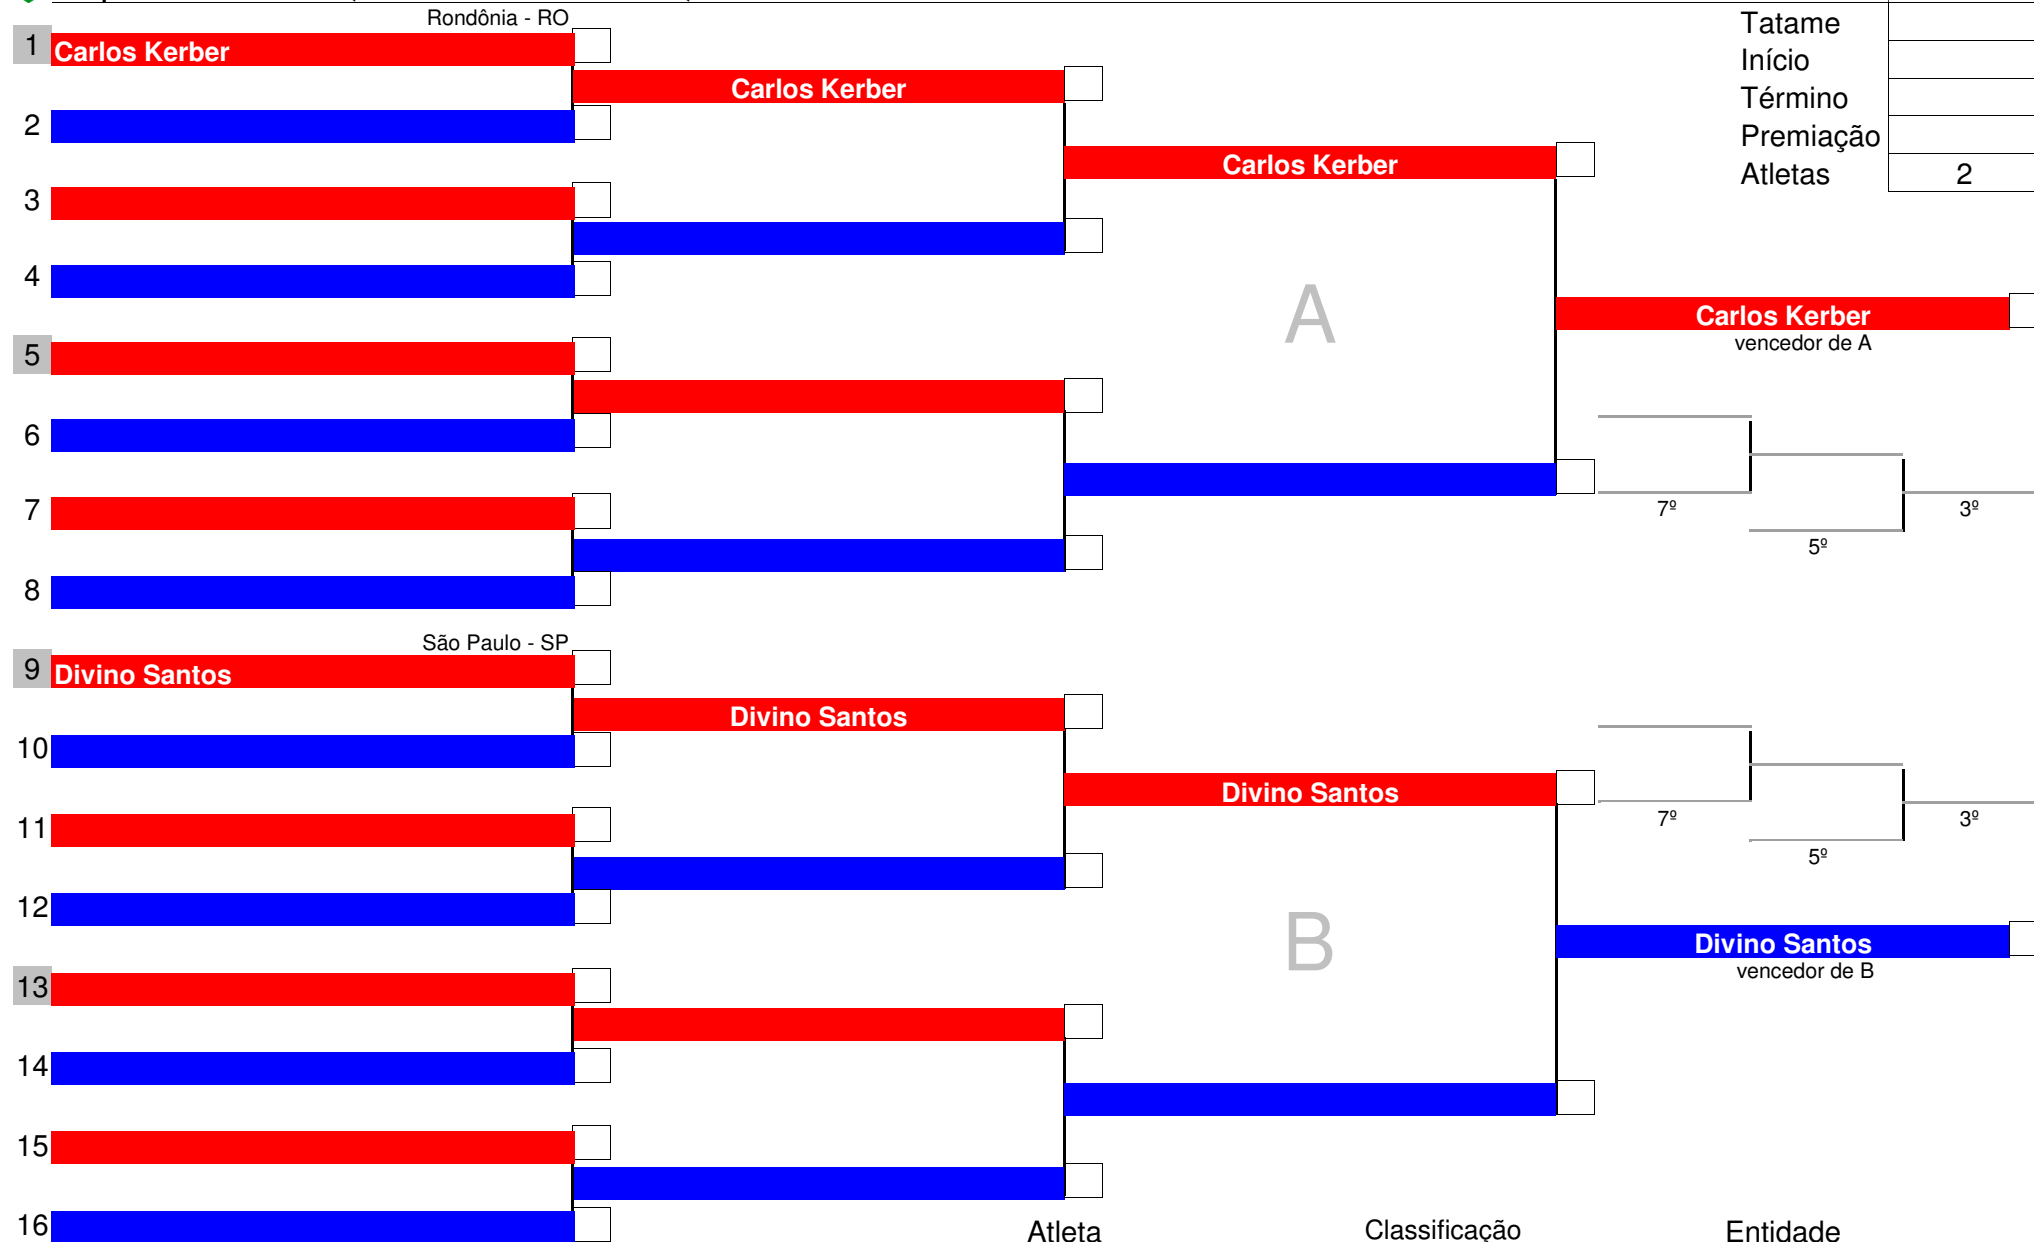 Rondônia - RO
Tatame
1 Carlos Kerber
Início
Carlos Kerber
Término
2
Premiação
Carlos Kerber
Atletas 2
3
4
A
Carlos Kerber
vencedor de A
5
6
7
7º 3º
5º
8
São Paulo - SP
9 Divino Santos
Divino Santos
10
Divino Santos
11
7º 3º
5º
12
B
Divino Santos
vencedor de B
13
14
15
16
Atleta Classificação Entidade